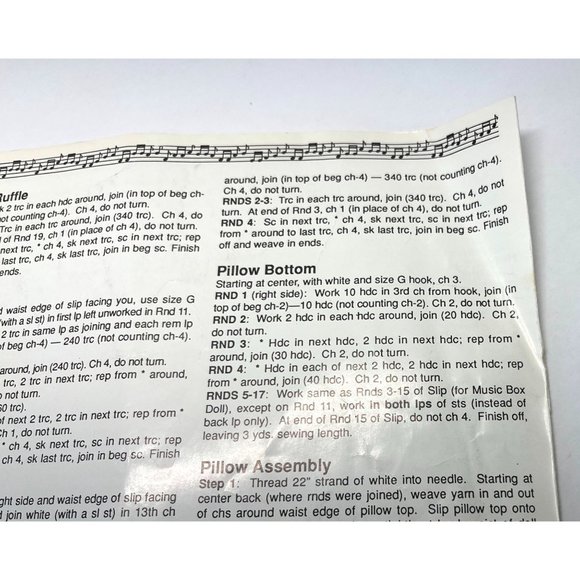 Ruffle
k 2 trc in each hdc around, join (in top of beg ch-
ot counting ch-4). Ch 4, do not turn.
Trc in each trc around, join (340 trc). Ch 4, do
d of Rnd 19, ch 1 (in place of ch 4), do not turn.
next trc, * ch 4, sk next trc, sc in next trc; rep
last trc, ch 4, sk last trc, join in beg sc. Finish
ends.
d waist edge of slip facing you, use size G
(with a sl st) in first lp left unworked in Rnd 11.
2 trc in same lp as joining and each rem lp
of beg ch-4) — 240 trc (not counting ch-4).
around, join (240 trc). Ch 4, do not turn.
trc, 2 trc in next trc; rep from * around,
Ch 4, do not turn.
60 trc).
of next 2 trc, 2 trc in next trc; rep from *
Ch 1, do not turn.
* ch 4, sk next trc, sc in next trc; rep
ch 4, sk last trc, join in beg sc. Finish
ght side and waist edge of slip facing
d join white (with a sl st) in 13th ch
around, join (in top of beg ch-4) — 340 trc (not counting ch-4).
Ch 4, do not turn.
RNDS 2-3: Trc in each trc around, join (340 trc). Ch 4, do not
turn. At end of Rnd 3, ch 1 (in place of ch 4), do not turn.
RND 4: Sc in next trc, * ch 4, sk next trc, sc in next trc; rep
from * around to last trc, ch 4, sk last trc, join in beg sc. Finish
off and weave in ends.
Pillow Bottom
Starting at center, with white and size G hook, ch 3.
RND 1 (right side): Work 10 hdc in 3rd ch from hook, join (in
top of beg ch-2)—10 hdc (not counting ch-2). Ch 2, do not turn.
RND 2: Work 2 hdc in each hdc around, join (20 hdc). Ch 2,
do not turn.
RND 3: * Hdc in next hdc, 2 hdc in next hdc; rep from *
around, join (30 hdc). Ch 2, do not turn.
RND 4: * Hdc in each of next 2 hdc, 2 hdc in next hdc; rep
from * around, join (40 hdc). Ch 2, do not turn.
RNDS 5-17: Work same as Rnds 3-15 of Slip (for Music Box
Doll), except on Rnd 11, work in both lps of sts (instead of
back lp only). At end of Rnd 15 of Slip, do not ch 4. Finish off,
leaving 3 yds. sewing length.
Pillow Assembly
Step 1: Thread 22" strand of white into needle. Starting at
center back (where rnds were joined), weave yarn in and out
of chs around waist edge of pillow top. Slip pillow top onto